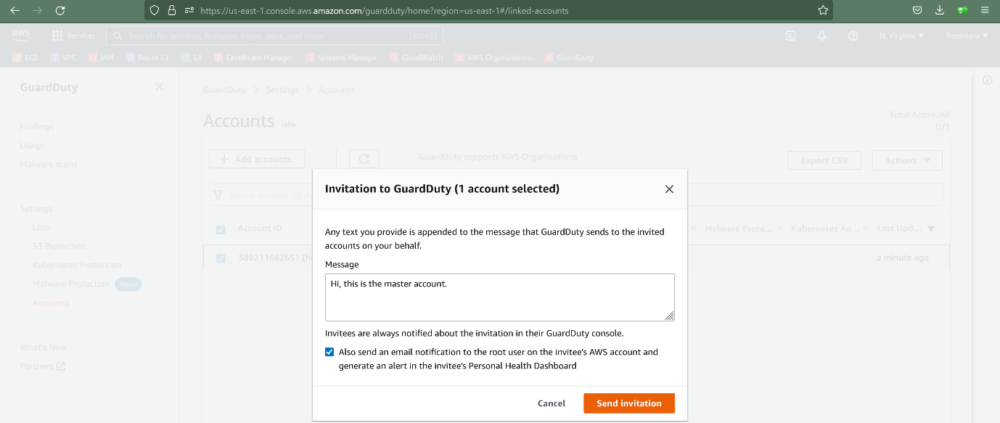 https://us-east-1.console.aws.amazon.com/guardduty/home?region=us-east-1#/linked-accounts
aws Services Search for services, features, blogs, docs, and more [Alt+S] N. Virginia Benimaru
EC2 VPC IAM Route 53 S3 Certificate Manager Systems Manager CloudWatch AWS Organizations GuardDuty
GuardDuty
Findings
Usage
Malware scans
Settings
Lists
S3 Protection
Kubernetes Protection
Malware Protection New!
Accounts
What's New
Partners
GuardDuty Settings Accounts
Accounts Info
Total Active/All
0/1
Add accounts
GuardDuty supports AWS Organizations
Export CSV Actions
Search Account ID,
Account ID Malware Prote... Kubernetes Au... Last Upd...
389211682651 a minute ago
Invitation to GuardDuty (1 account selected)
Any text you provide is appended to the message that GuardDuty sends to the invited
accounts on your behalf.
Message
Hi, this is the master account.
Invitees are always notified about the invitation in their GuardDuty console.
Also send an email notification to the root user on the invitee's AWS account and
generate an alert in the invitee's Personal Health Dashboard
Cancel Send invitation